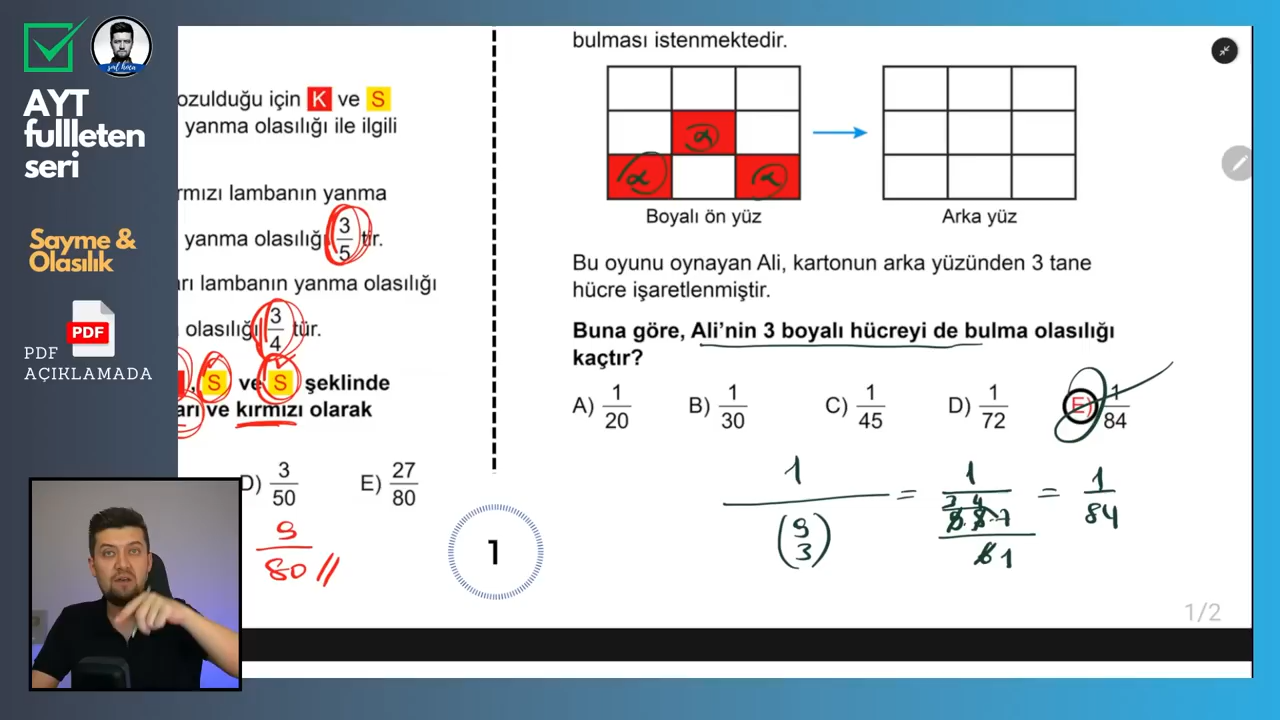 AYT
fullleten
seri
Sayme &
Olasılık
PDF
PDF
AÇIKLAMADA
ozulduğu için K ve S
yanma olasılığı ile ilgili
rmızı lambanın yanma
yanma olasılığı 3/5 tir.
rı lambanın yanma olasılığı
olasılığı 3/4 tür.
, S ve S şeklinde
arı ve kırmızı olarak
D) 3/50 E) 27/80
9/80 //
bulması istenmektedir.
α
α α
Boyalı ön yüz Arka yüz
Bu oyunu oynayan Ali, kartonun arka yüzünden 3 tane
hücre işaretlenmiştir.
Buna göre, Ali'nin 3 boyalı hücreyi de bulma olasılığı
kaçtır?
A) 1/20 B) 1/30 C) 1/45 D) 1/72 E) 1/84
= = 1/84
1
1/2